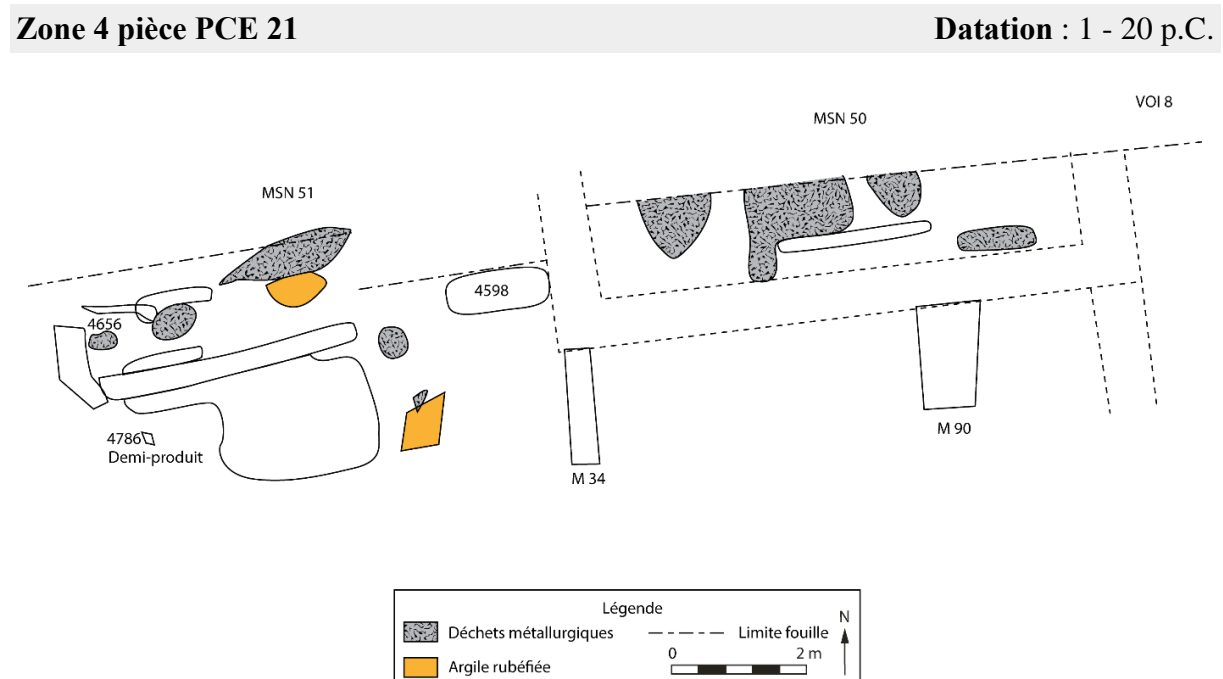 Zone 4 pièce PCE 21 Datation : 1 - 20 p.C.
VOI 8
MSN 50
MSN 51
4598
4656
4786
Demi-produit
M 34
M 90
Légende
Déchets métallurgiques
Limite fouille
N
0 2 m
Argile rubéfiée